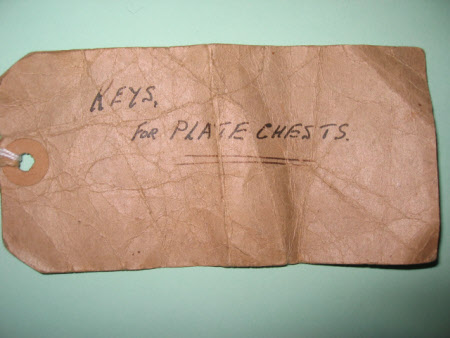 KEYS,
FOR PLATE CHESTS.